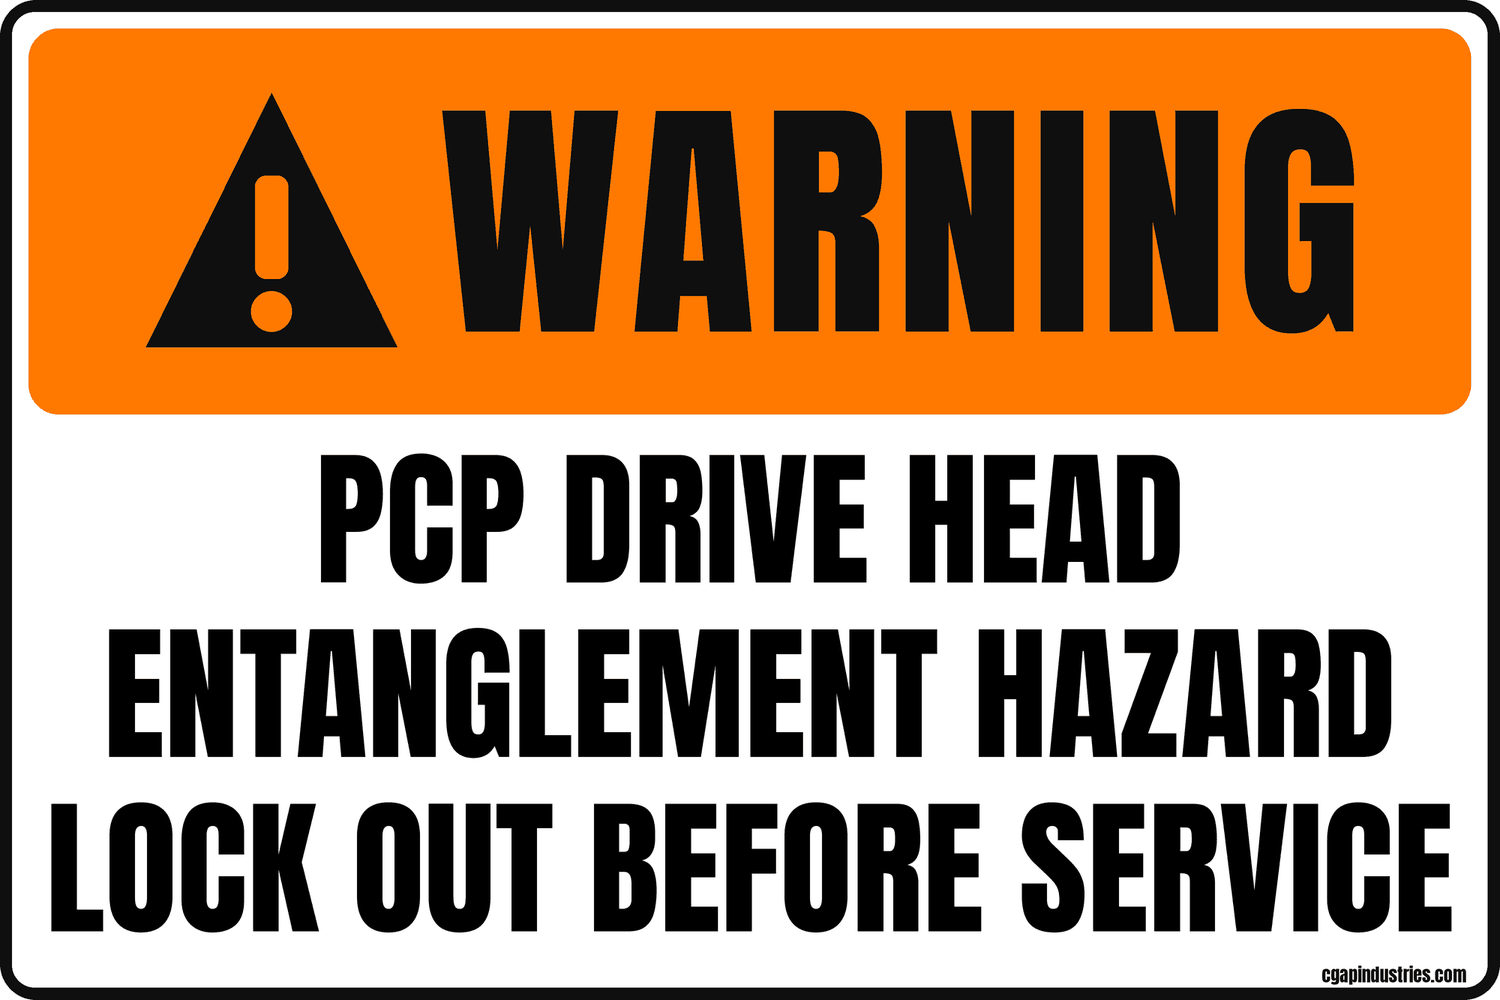 WARNING
PCP DRIVE HEAD
ENTANGLEMENT HAZARD
LOCK OUT BEFORE SERVICE
cgapindustries.com